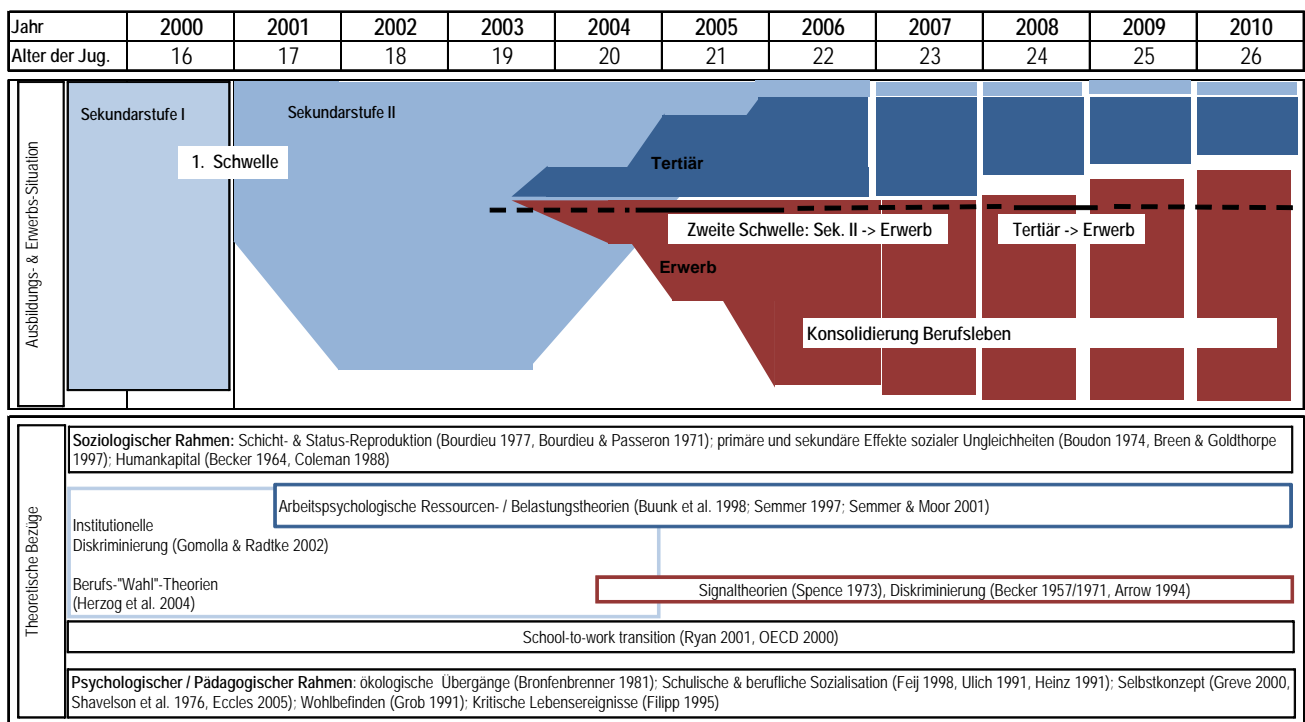 Jahr 2000 2001 2002 2003 2004 2005 2006 2007 2008 2009 2010
Alter der Jug. 16 17 18 19 20 21 22 23 24 25 26
Ausbildungs- & Erwerbs-Situation
Sekundarstufe I
Sekundarstufe II
1. Schwelle
Tertiär
Zweite Schwelle: Sek. II -> Erwerb
Tertiär -> Erwerb
Erwerb
Konsolidierung Berufsleben
Theoretische Bezüge
Soziologischer Rahmen: Schicht- & Status-Reproduktion (Bourdieu 1977, Bourdieu & Passeron 1971); primäre und sekundäre Effekte sozialer Ungleichheiten (Boudon 1974, Breen & Goldthorpe
1997); Humankapital (Becker 1964, Coleman 1988)
Arbeitspsychologische Ressourcen- / Belastungstheorien (Buunk et al. 1998; Semmer 1997; Semmer & Moor 2001)
Institutionelle
Diskriminierung (Gomolla & Radtke 2002)
Berufs-"Wahl"-Theorien
(Herzog et al. 2004)
Signaltheorien (Spence 1973), Diskriminierung (Becker 1957/1971, Arrow 1994)
School-to-work transition (Ryan 2001, OECD 2000)
Psychologischer / Pädagogischer Rahmen: ökologische Übergänge (Bronfenbrenner 1981); Schulische & berufliche Sozialisation (Feij 1998, Ulich 1991, Heinz 1991); Selbstkonzept (Greve 2000,
Shavelson et al. 1976, Eccles 2005); Wohlbefinden (Grob 1991); Kritische Lebensereignisse (Filipp 1995)